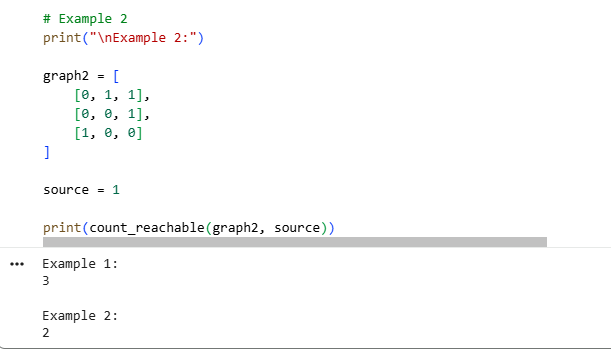 # Example 2
print("\nExample 2:")

graph2 = [
    [0, 1, 1],
    [0, 0, 1],
    [1, 0, 0]
]

source = 1

print(count_reachable(graph2, source))
Example 1:
3

Example 2:
2